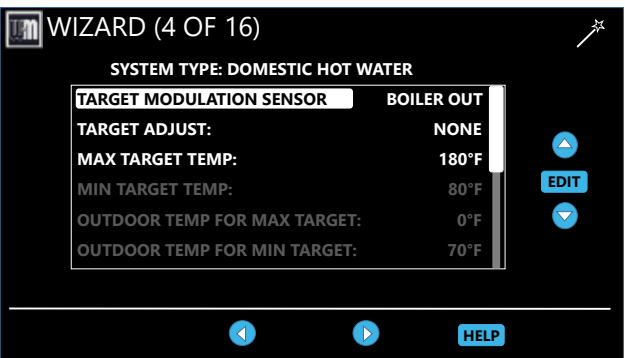 WIZARD (4 OF 16)
SYSTEM TYPE: DOMESTIC HOT WATER
TARGET MODULATION SENSOR BOILER OUT
TARGET ADJUST: NONE
MAX TARGET TEMP: 180°F
MIN TARGET TEMP: 80°F
EDIT
OUTDOOR TEMP FOR MAX TARGET: 0°F
OUTDOOR TEMP FOR MIN TARGET: 70°F
HELP